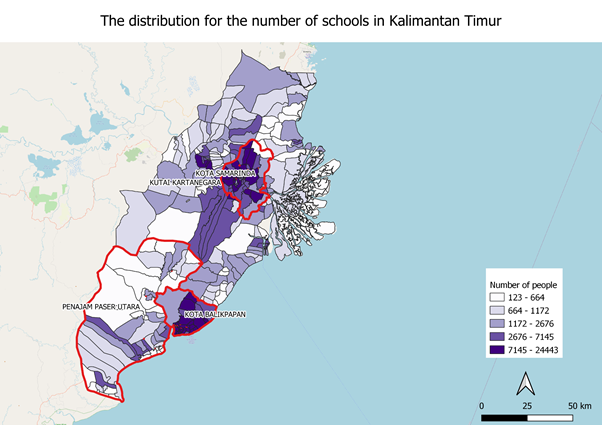 The distribution for the number of schools in Kalimantan Timur
KOTA SAMARINDA
KUTAI KARTANEGARA
PENAJAM PASER UTARA
KOTA BALIKPAPAN
Number of people
123 - 664
664 - 1172
1172 - 2676
2676 - 7145
7145 - 24443
0 25 50 km